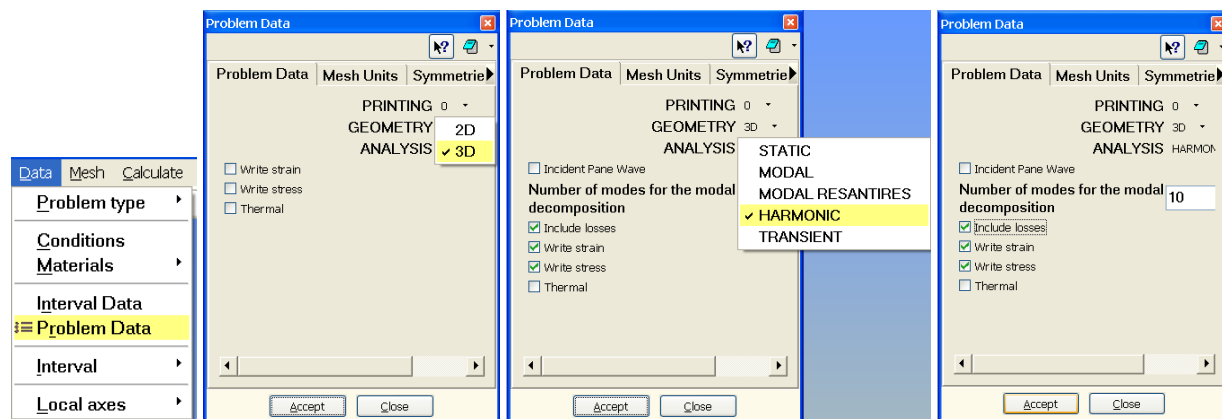 Data Mesh Calculate
Problem type
Conditions
Materials
Interval Data
Problem Data
Interval
Local axes
Problem Data
Problem Data Mesh Units Symmetrie
PRINTING 0
GEOMETRY
2D
3D
ANALYSIS
Write strain
Write stress
Thermal
Accept Close
Problem Data
Problem Data Mesh Units Symmetrie
PRINTING 0
GEOMETRY 3D
ANALYSIS
STATIC
MODAL
MODAL RESANTIRES
HARMONIC
TRANSIENT
Incident Pane Wave
Number of modes for the modal
decomposition
Include losses
Write strain
Write stress
Thermal
Accept Close
Problem Data
Problem Data Mesh Units Symmetrie
PRINTING 0
GEOMETRY 3D
ANALYSIS HARMON
Incident Pane Wave
Number of modes for the modal
decomposition
10
Include losses
Write strain
Write stress
Thermal
Accept Close